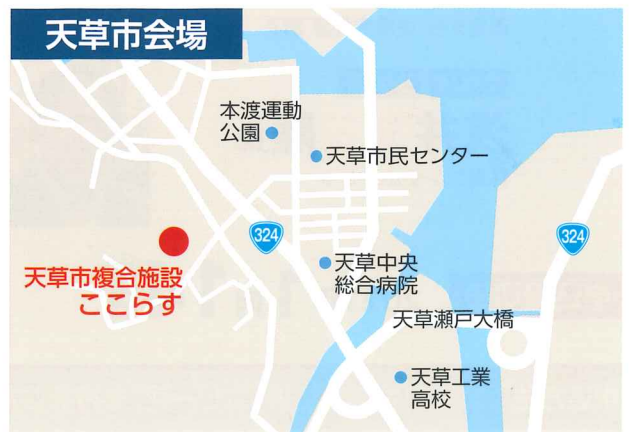 天草市会場
本渡運動
公園
天草市民センター
324
324
天草市複合施設
ここらす
天草中央
総合病院
天草瀬戸大橋
天草工業
高校